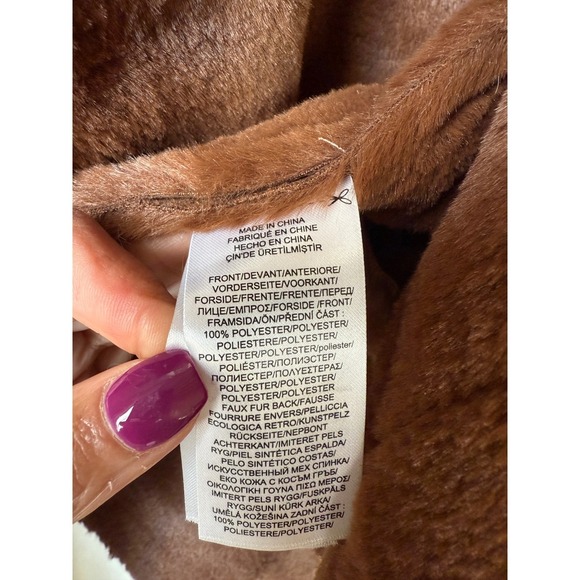 MADE IN CHINA
FABRIQUÉ EN CHINE
HECHO EN CHINA
ÇIN'DE ÜRETİLMİŞTİR
FRONT/DEVANT/ANTERIORE/
VORDERSEITE/VOORKANT/
FORSIDE/FRENTE/FRENTE/ПЕРЕД/
ЛИЦЕ/ΕΜΠΡΟΣ/FORSIDE /FRONT/
FRAMSIDA/ÖN/PŘEDNÍ ČÁST :
100% POLYESTER/POLYESTER/
POLIESTERE/POLYESTER/
POLYESTER/POLYESTER/poliester/
POLIÉSTER/ПОЛИЭСТЕР/
ПОЛИЕСТЕР/ΠΟΛΥΕΣΤΕΡΑΣ/
POLYESTER/POLYESTER/
POLYESTER/POLYESTER
FAUX FUR BACK/FAUSSE
FOURRURE ENVERS/PELLICCIA
ECOLOGICA RETRO/KUNSTPELZ
RÜCKSEITE/NEPBONT
ACHTERKANT/IMITERET PELS
RYG/PIEL SINTÉTICA ESPALDA/
PELO SINTÉTICO COSTAS/
ИСКУССТВЕННЫЙ МЕХ СПИНКА/
ЕКО КОЖА С КОСЪМ ГРЪБ/
ΟΙΚΟΛΟΓΙΚΗ ΓΟΥΝΑ ΠΙΣΩ ΜΕΡΟΣ/
IMITERT PELS RYGG/FUSKPÄLS
RYGG/SUNİ KÜRK ARKA/
UMĚLÁ KOŽEŠINA ZADNÍ ČÁST :
100% POLYESTER/POLYESTER/
POLIESTERE/POLYESTER/